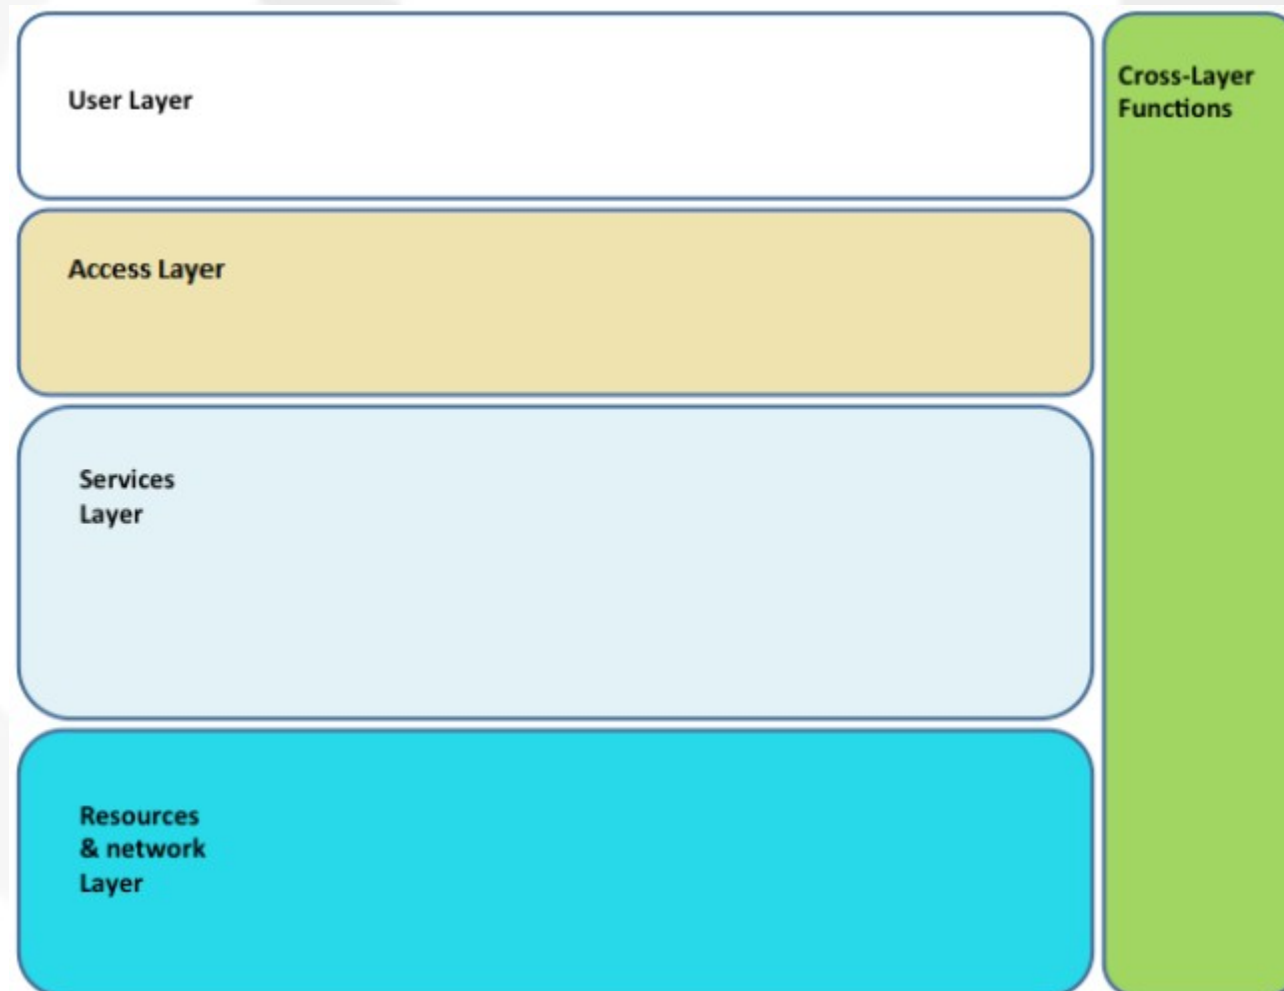 User Layer
Cross-Layer
Functions
Access Layer
Services
Layer
Resources
& network
Layer